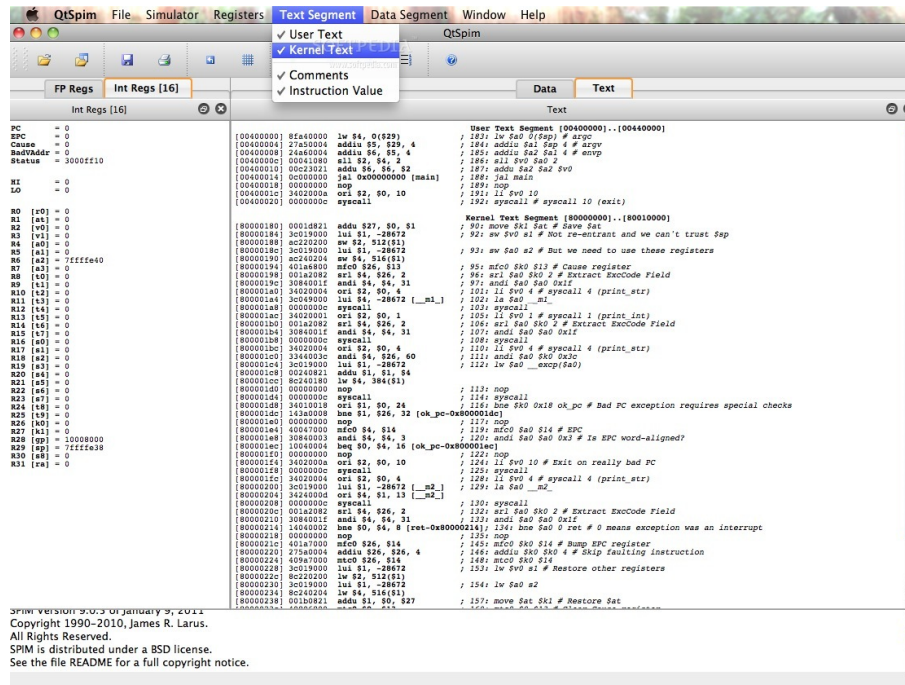 QtSpim File Simulator Registers Text Segment Data Segment Window Help
QtSpim
✓ User Text
✓ Kernel Text
✓ Comments
✓ Instruction Value
SOFTPEDIA
www.softpedia.com
FP Regs Int Regs [16]
Data Text
Int Regs [16]
Text
PC = 0
EPC = 0
Cause = 0
BadVAddr = 0
Status = 3000ff10
HI = 0
LO = 0
R0 [r0] = 0
R1 [at] = 0
R2 [v0] = 0
R3 [v1] = 0
R4 [a0] = 0
R5 [a1] = 0
R6 [a2] = 7ffffe40
R7 [a3] = 0
R8 [t0] = 0
R9 [t1] = 0
R10 [t2] = 0
R11 [t3] = 0
R12 [t4] = 0
R13 [t5] = 0
R14 [t6] = 0
R15 [t7] = 0
R16 [s0] = 0
R17 [s1] = 0
R18 [s2] = 0
R19 [s3] = 0
R20 [s4] = 0
R21 [s5] = 0
R22 [s6] = 0
R23 [s7] = 0
R24 [t8] = 0
R25 [t9] = 0
R26 [k0] = 0
R27 [k1] = 0
R28 [gp] = 10008000
R29 [sp] = 7ffffe38
R30 [s8] = 0
R31 [ra] = 0
User Text Segment [00400000]..[00440000]
[00400000] 8fa40000 lw $4, 0($29) ; 183: lw $a0 0($sp) # argc
[00400004] 27a50004 addiu $5, $29, 4 ; 184: addiu $a1 $sp 4 # argv
[00400008] 24a60004 addiu $6, $5, 4 ; 185: addiu $a2 $a1 4 # envp
[0040000c] 00041080 sll $2, $4, 2 ; 186: sll $v0 $a0 2
[00400010] 00c23021 addu $6, $6, $2 ; 187: addu $a2 $a2 $v0
[00400014] 0c000000 jal 0x00000000 [main] ; 188: jal main
[00400018] 00000000 nop ; 189: nop
[0040001c] 3402000a ori $2, $0, 10 ; 191: li $v0 10
[00400020] 0000000c syscall ; 192: syscall # syscall 10 (exit)
Kernel Text Segment [80000000]..[80010000]
[80000180] 0001d821 addu $27, $0, $1 ; 90: move $k1 $at # Save $at
[80000184] 3c019000 lui $1, -28672 ; 92: sw $v0 s1 # Not re-entrant and we can't trust $sp
[80000188] ac220200 sw $2, 512($1)
[8000018c] 3c019000 lui $1, -28672 ; 93: sw $a0 s2 # But we need to use these registers
[80000190] ac240204 sw $4, 516($1)
[80000194] 401a6800 mfc0 $26, $13 ; 95: mfc0 $k0 $13 # Cause register
[80000198] 001a2082 srl $4, $26, 2 ; 96: srl $a0 $k0 2 # Extract ExcCode Field
[8000019c] 3084001f andi $4, $4, 31 ; 97: andi $a0 $a0 0x1f
[800001a0] 34020004 ori $2, $0, 4 ; 101: li $v0 4 # syscall 4 (print_str)
[800001a4] 3c049000 lui $4, -28672 [__m1_] ; 102: la $a0 __m1_
[800001a8] 0000000c syscall ; 103: syscall
[800001ac] 34020001 ori $2, $0, 1 ; 105: li $v0 1 # syscall 1 (print_int)
[800001b0] 001a2082 srl $4, $26, 2 ; 106: srl $a0 $k0 2 # Extract ExcCode Field
[800001b4] 3084001f andi $4, $4, 31 ; 107: andi $a0 $a0 0x1f
[800001b8] 0000000c syscall ; 108: syscall
[800001bc] 34020004 ori $2, $0, 4 ; 110: li $v0 4 # syscall 4 (print_str)
[800001c0] 3344003c andi $4, $26, 60 ; 111: andi $a0 $k0 0x3c
[800001c4] 3c019000 lui $1, -28672 ; 112: lw $a0 __excp($a0)
[800001c8] 00240821 addu $1, $1, $4
[800001cc] 8c240180 lw $4, 384($1)
[800001d0] 00000000 nop ; 113: nop
[800001d4] 0000000c syscall ; 114: syscall
[800001d8] 34010018 ori $1, $0, 24 ; 116: bne $k0 0x18 ok_pc # Bad PC exception requires special checks
[800001dc] 143a0008 bne $1, $26, 32 [ok_pc-0x800001dc]
[800001e0] 00000000 nop ; 117: nop
[800001e4] 40047000 mfc0 $4, $14 ; 119: mfc0 $a0 $14 # EPC
[800001e8] 30840003 andi $4, $4, 3 ; 120: andi $a0 $a0 0x3 # Is EPC word-aligned?
[800001ec] 10040004 beq $0, $4, 16 [ok_pc-0x800001ec]
[800001f0] 00000000 nop ; 122: nop
[800001f4] 3402000a ori $2, $0, 10 ; 124: li $v0 10 # Exit on really bad PC
[800001f8] 0000000c syscall ; 125: syscall
[800001fc] 34020004 ori $2, $0, 4 ; 128: li $v0 4 # syscall 4 (print_str)
[80000200] 3c019000 lui $1, -28672 [__m2_] ; 129: la $a0 __m2_
[80000204] 3424000d ori $4, $1, 13 [__m2_]
[80000208] 0000000c syscall ; 130: syscall
[8000020c] 001a2082 srl $4, $26, 2 ; 132: srl $a0 $k0 2 # Extract ExcCode Field
[80000210] 3084001f andi $4, $4, 31 ; 133: andi $a0 $a0 0x1f
[80000214] 14040002 bne $0, $4, 8 [ret-0x80000214]; 134: bne $a0 0 ret # 0 means exception was an interrupt
[80000218] 00000000 nop ; 135: nop
[8000021c] 401a7000 mfc0 $26, $14 ; 145: mfc0 $k0 $14 # Bump EPC register
[80000220] 275a0004 addiu $26, $26, 4 ; 146: addiu $k0 $k0 4 # Skip faulting instruction
[80000224] 409a7000 mtc0 $26, $14 ; 148: mtc0 $k0 $14
[80000228] 3c019000 lui $1, -28672 ; 153: lw $v0 s1 # Restore other registers
[8000022c] 8c220200 lw $2, 512($1)
[80000230] 3c019000 lui $1, -28672 ; 154: lw $a0 s2
[80000234] 8c240204 lw $4, 516($1)
[80000238] 001b0821 addu $1, $0, $27 ; 157: move $at $k1 # Restore $at
SPIM Version 9.0.3 of January 9, 2011
Copyright 1990-2010, James R. Larus.
All Rights Reserved.
SPIM is distributed under a BSD license.
See the file README for a full copyright notice.